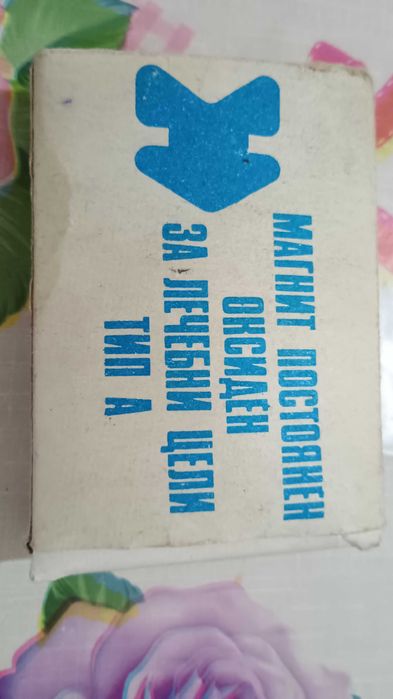 МАГНИТ ПОСТОЯНЕН
ОКСИДЕН
ЗА ЛЕЧЕБНИ ЦЕЛИ
ТИП А